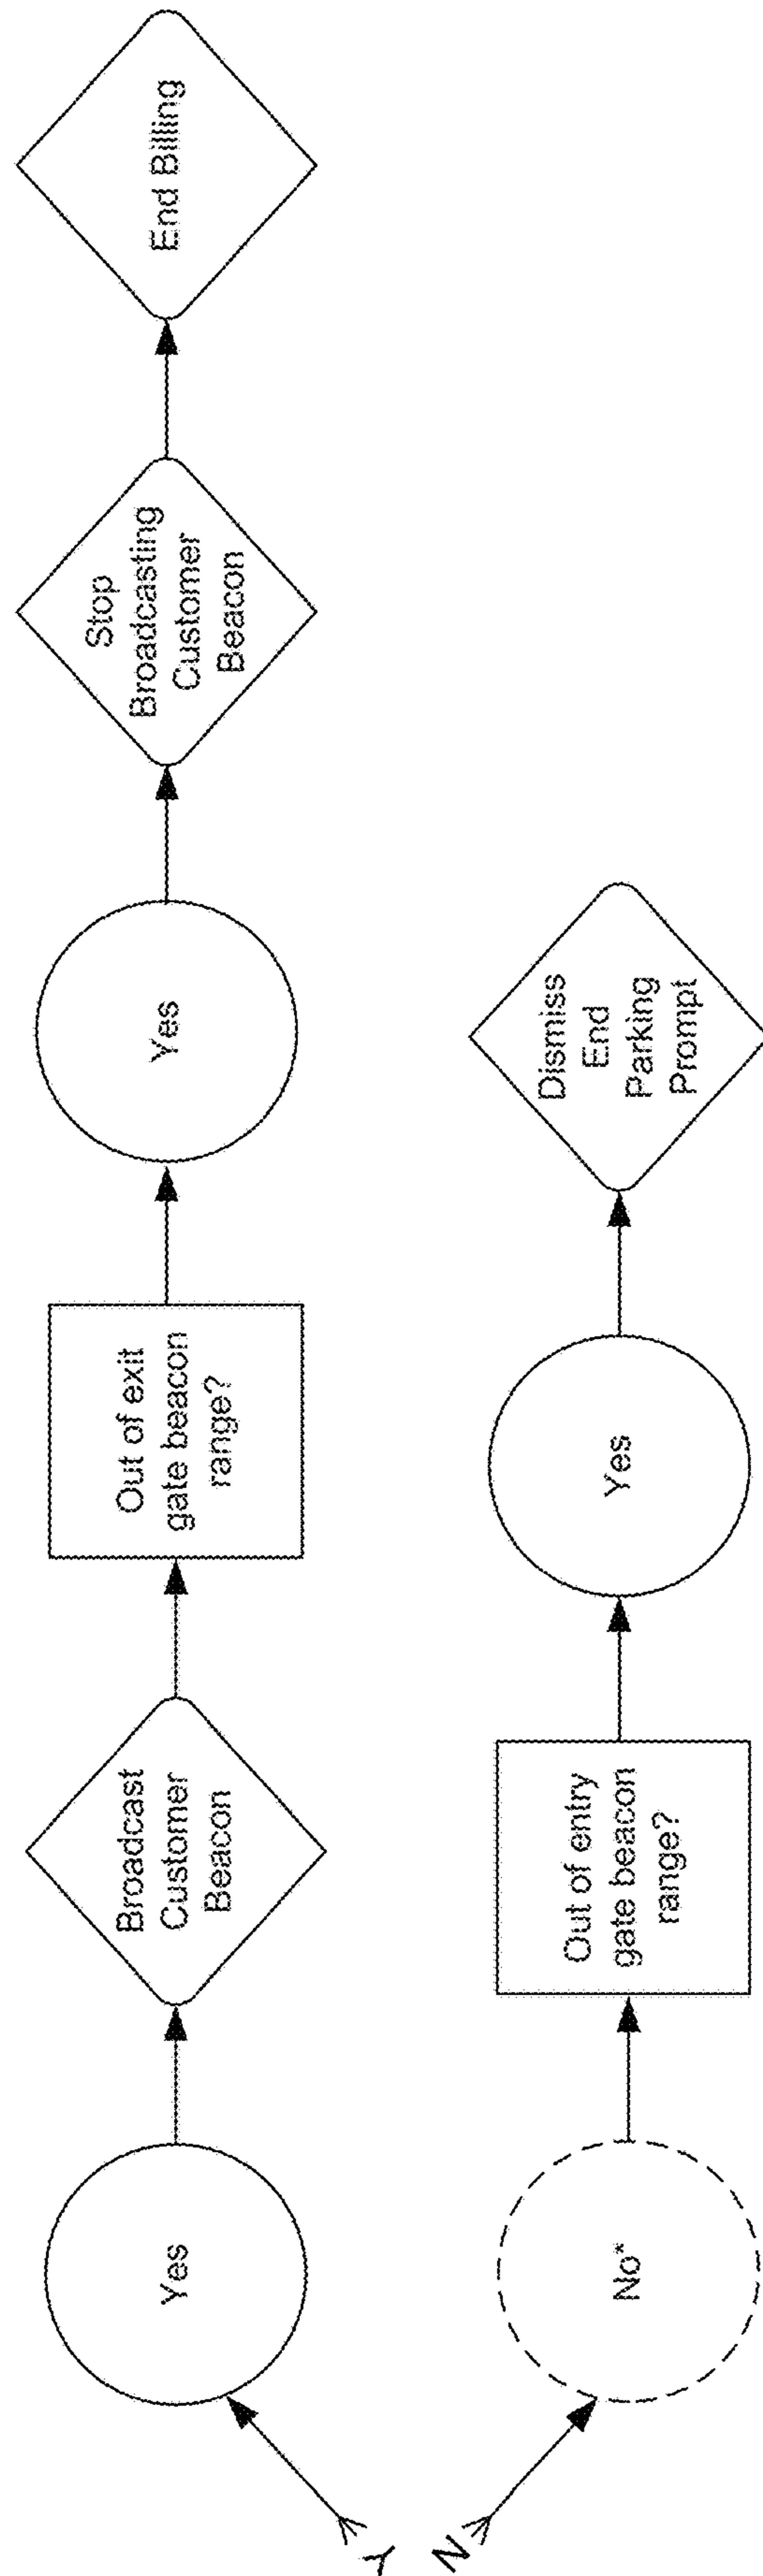 Y
Yes
Broadcast
Customer
Beacon
Out of exit
gate beacon
range?
Yes
Stop
Broadcasting
Customer
Beacon
End Billing
N
No*
Out of entry
gate beacon
range?
Yes
Dismiss
End
Parking
Prompt